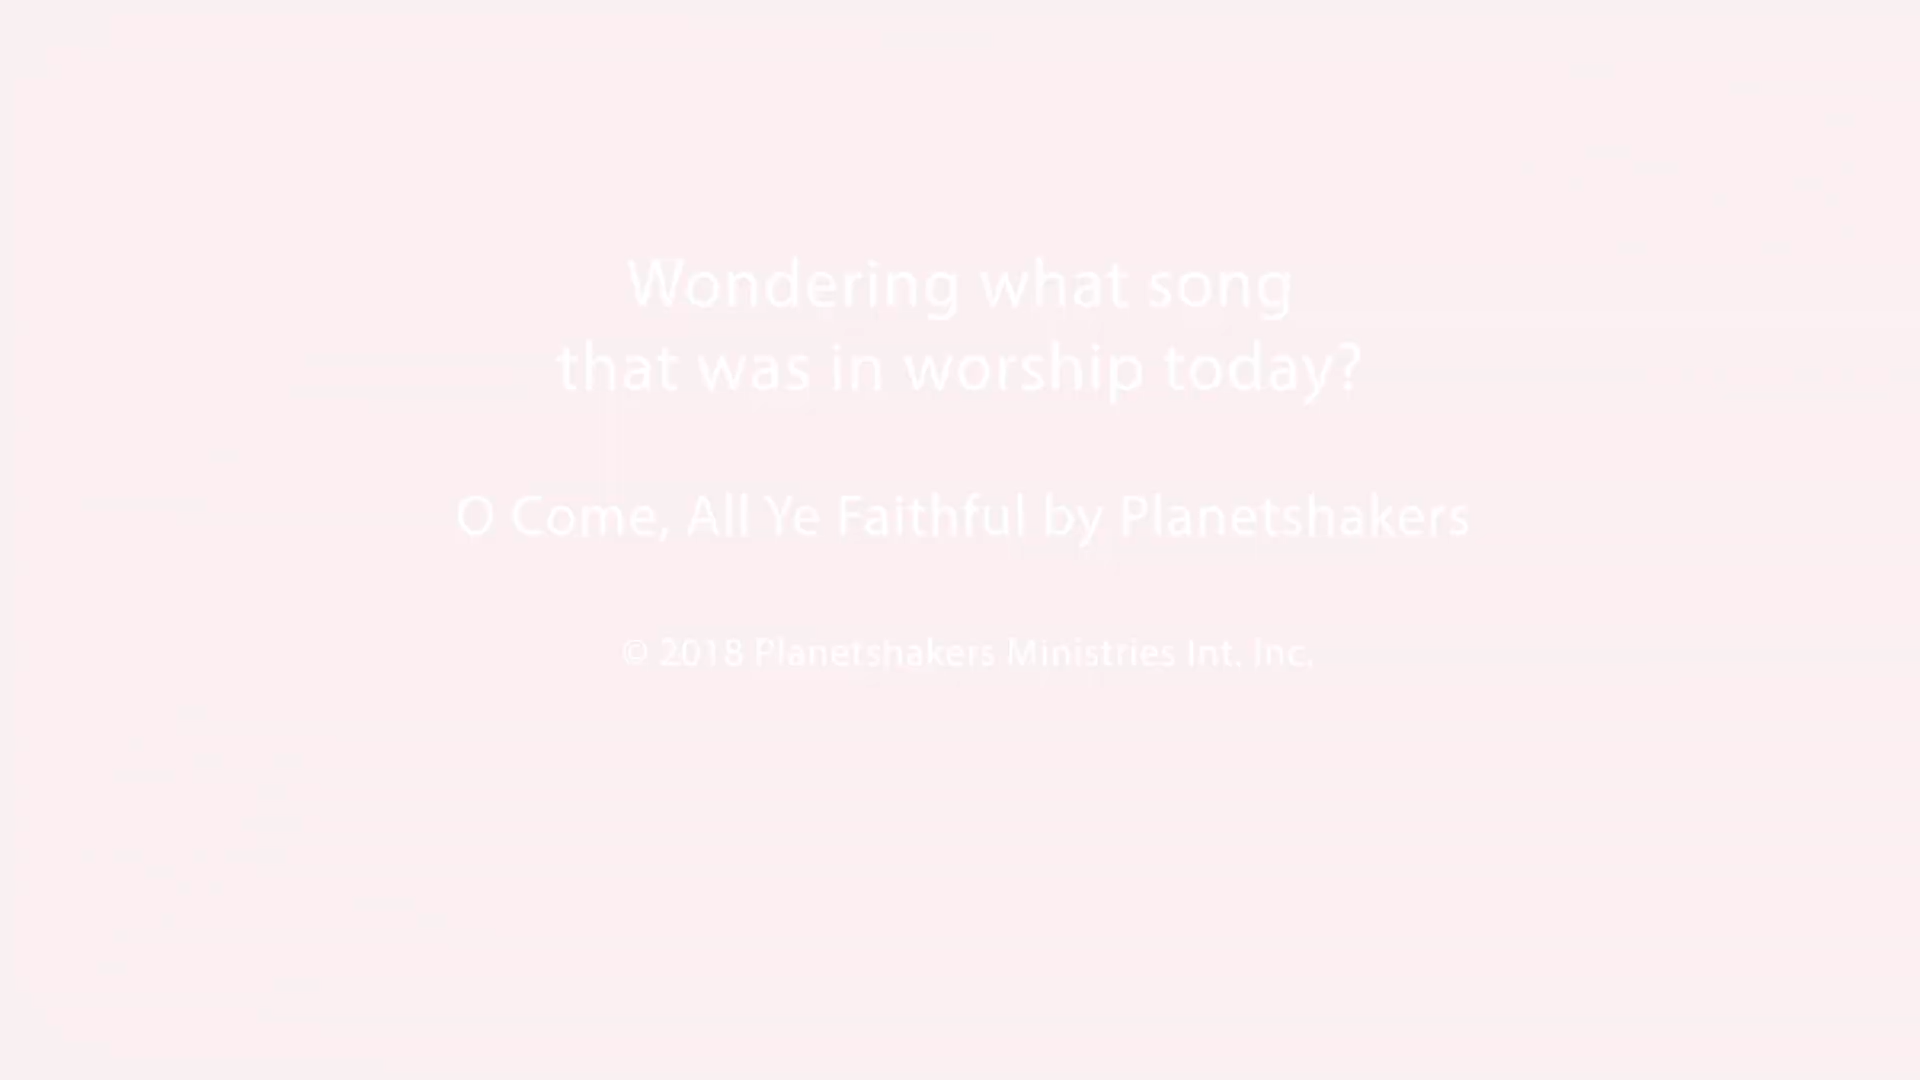 Wondering what song
that was in worship today?
O Come, All Ye Faithful by Planetshakers
© 2018 Planetshakers Ministries Int. Inc.